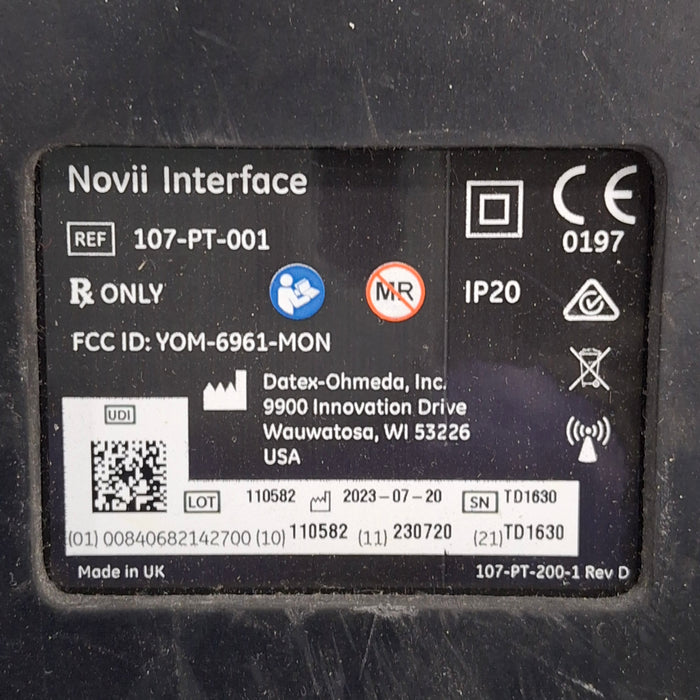 Novii Interface
REF 107-PT-001
Rx ONLY
MR
IP20
CE
0197
FCC ID: YOM-6961-MON
Datex-Ohmeda, Inc.
9900 Innovation Drive
Wauwatosa, WI 53226
USA
UDI
LOT 110582 2023-07-20 SN TD1630
(01) 00840682142700 (10) 110582 (11) 230720 (21) TD1630
Made in UK
107-PT-200-1 Rev D